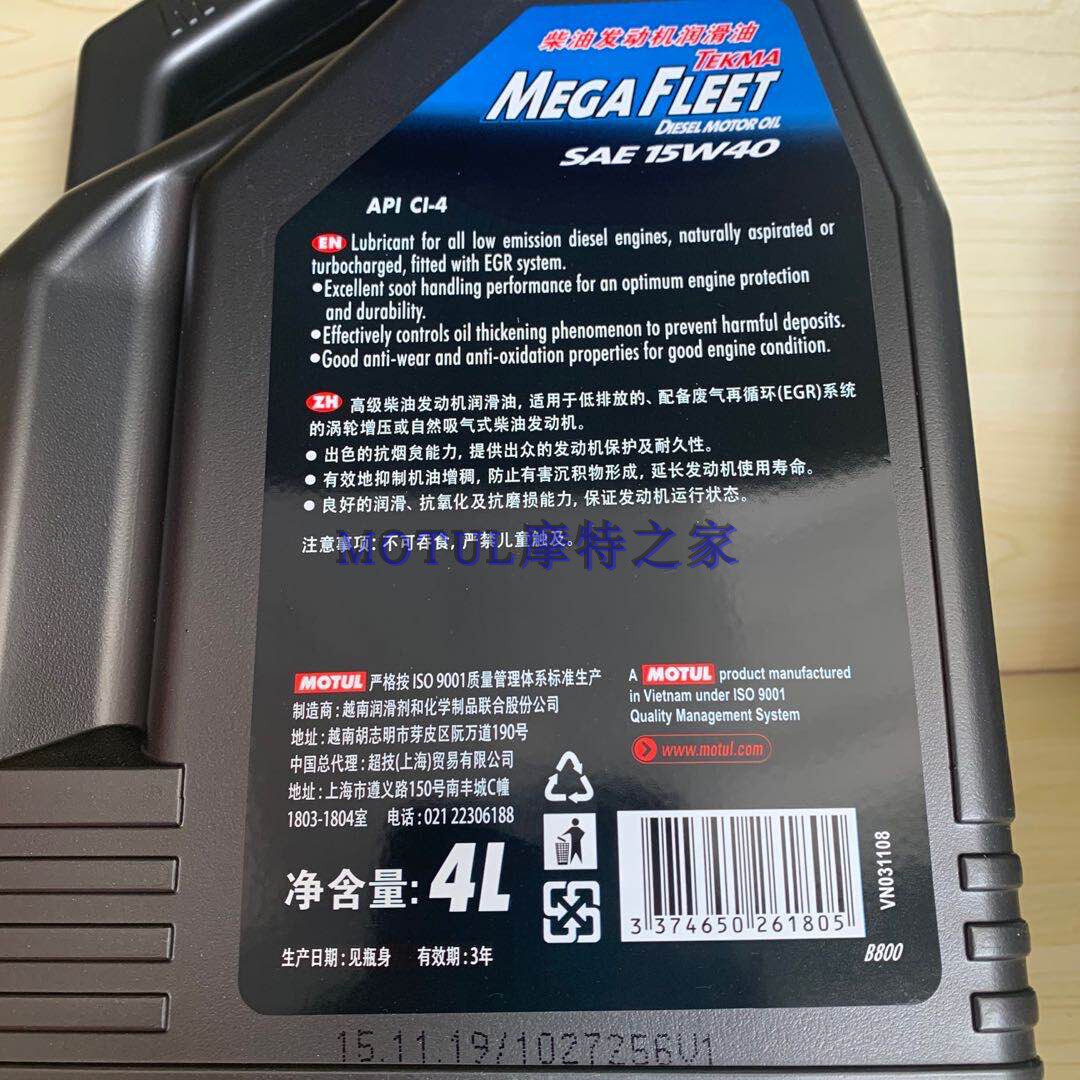 柴油发动机润滑油
TEKMA
MEGA FLEET
DIESEL MOTOR OIL
SAE 15W40
API CI-4
EN Lubricant for all low emission diesel engines, naturally aspirated or
turbocharged, fitted with EGR system.
•Excellent soot handling performance for an optimum engine protection
and durability.
•Effectively controls oil thickening phenomenon to prevent harmful deposits.
•Good anti-wear and anti-oxidation properties for good engine condition.
ZH 高级柴油发动机润滑油, 适用于低排放的、配备废气再循环(EGR)系统
的涡轮增压或自然吸气式柴油发动机。
• 出色的抗烟炱能力, 提供出众的发动机保护及耐久性。
• 有效地抑制机油增稠, 防止有害沉积物形成, 延长发动机使用寿命。
• 良好的润滑、抗氧化及抗磨损能力, 保证发动机运行状态。
注意事项: 不可吞食, 严禁儿童触及。
MOTUL摩特之家
MOTUL 严格按 ISO 9001质量管理体系标准生产
制造商: 越南润滑剂和化学制品联合股份公司
地址: 越南胡志明市芽皮区阮万道190号
中国总代理: 超技(上海)贸易有限公司
地址: 上海市遵义路150号南丰城C幢
1803-1804室 电话: 021 22306188
净含量: 4L
生产日期: 见瓶身 有效期: 3年
A MOTUL product manufactured
in Vietnam under ISO 9001
Quality Management System
www.motul.com
3 374650 261805
VN031108
B800
15.11.19/1027256V1